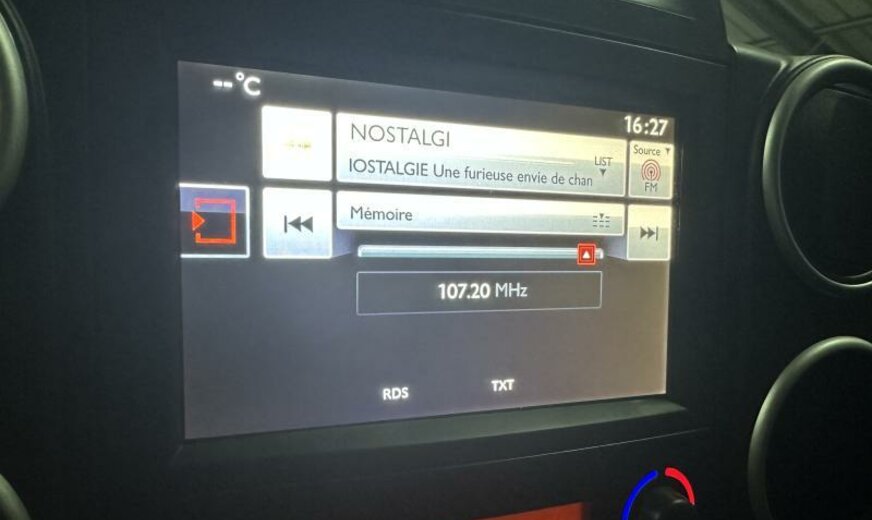 --°C
16:27
NOSTALGI
LIST
Source
IOSTALGIE Une furieuse envie de chan
FM
Mémoire
107.20 MHz
RDS
TXT